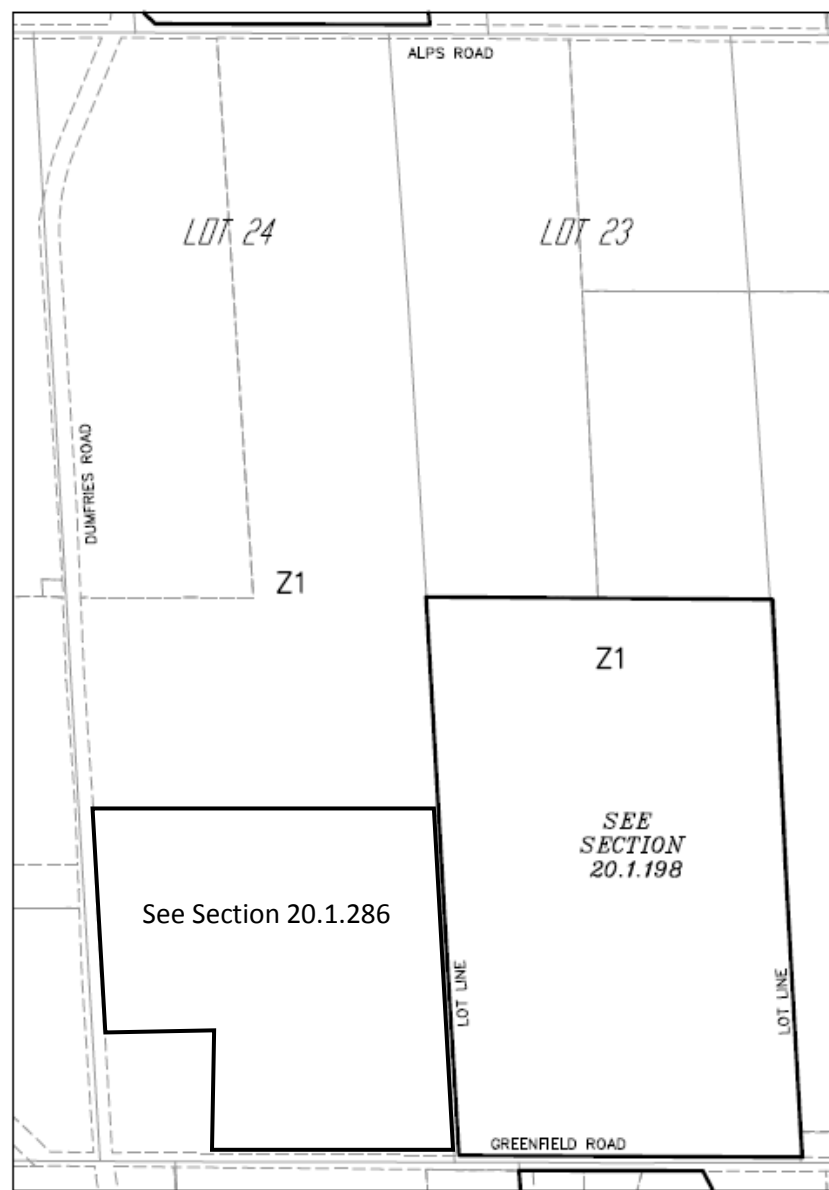 ALPS ROAD
LOT 24
LOT 23
DUMFRIES ROAD
Z1
Z1
SEE
SECTION
20.1.198
See Section 20.1.286
LOT LINE
LOT LINE
GREENFIELD ROAD